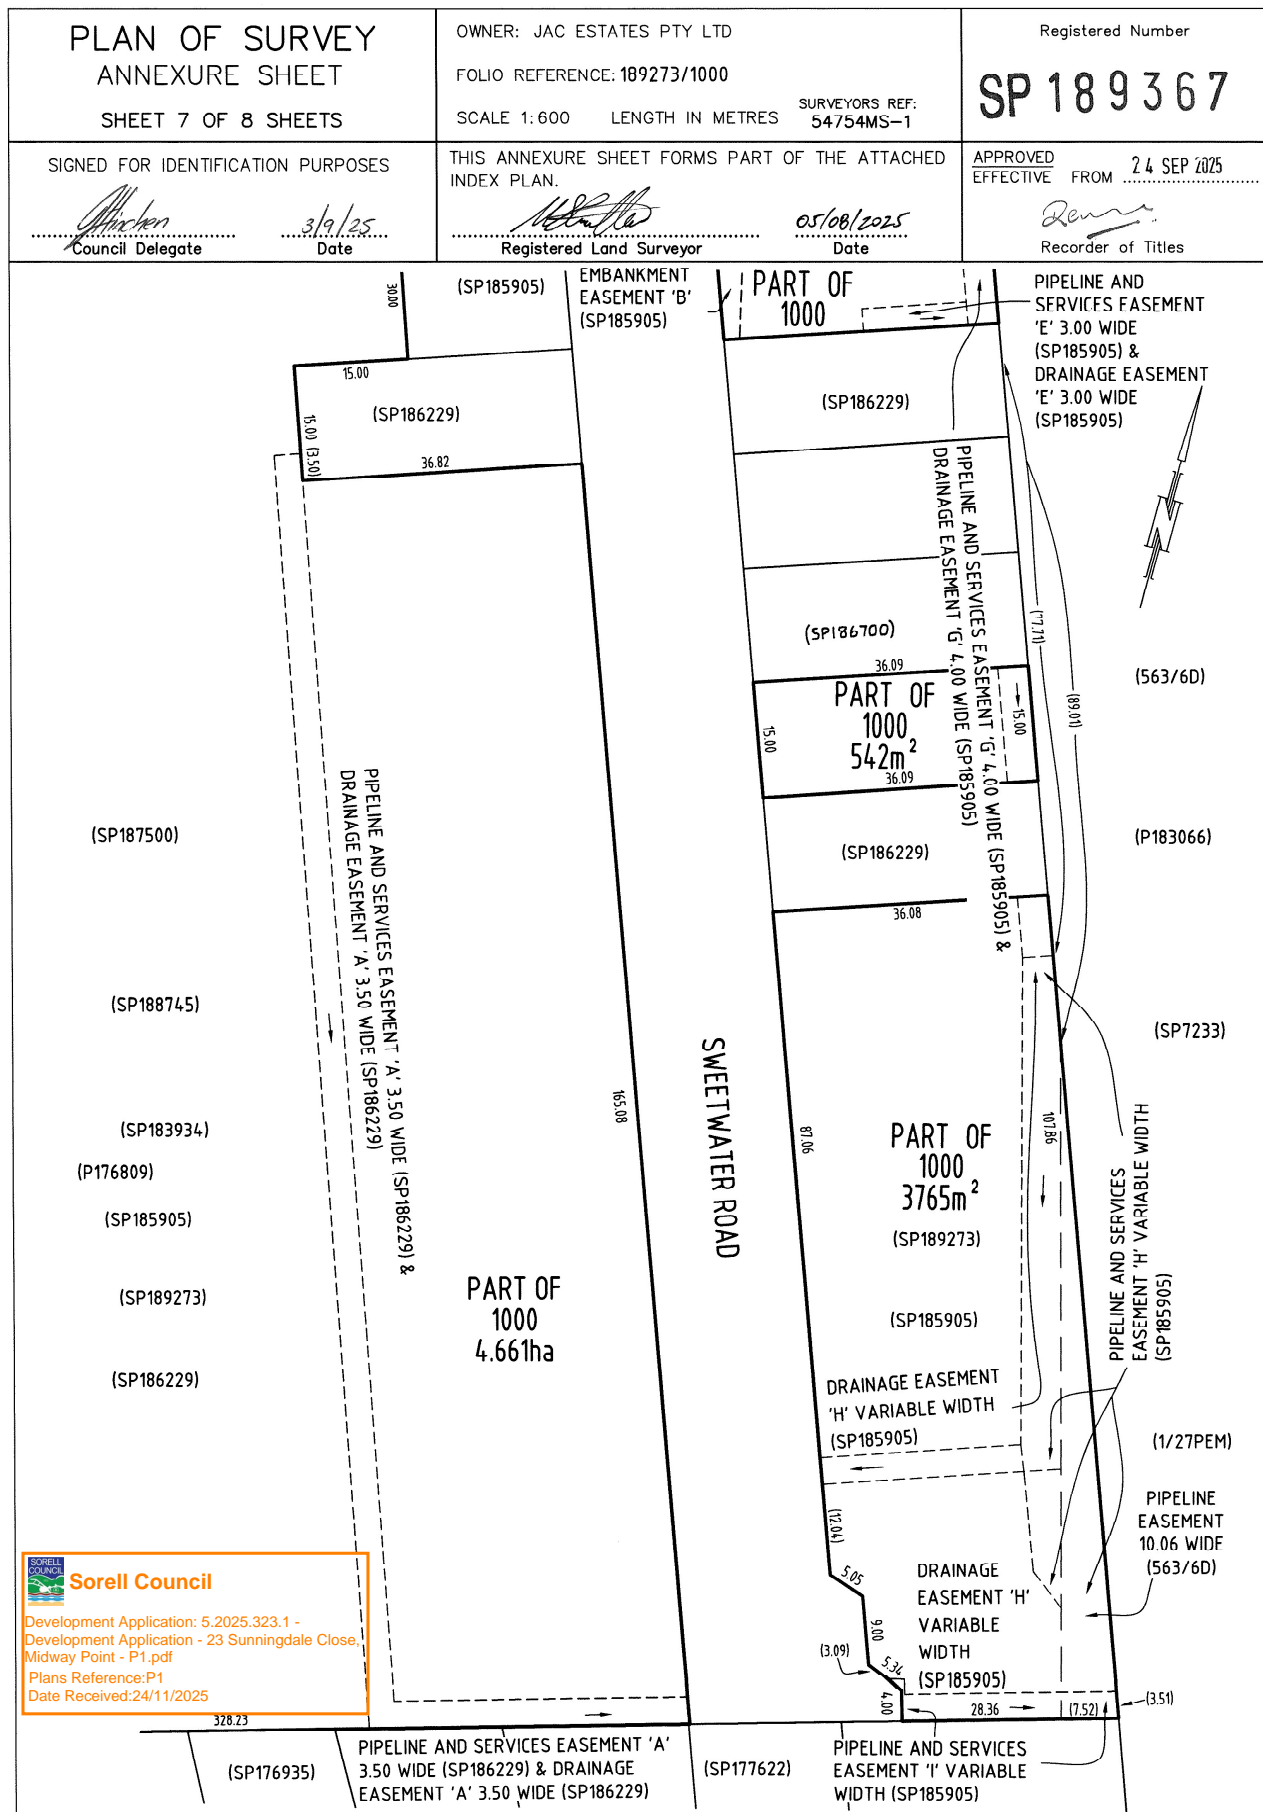 PLAN OF SURVEY
ANNEXURE SHEET
SHEET 7 OF 8 SHEETS
OWNER: JAC ESTATES PTY LTD
FOLIO REFERENCE: 189273/1000
SCALE 1:600 LENGTH IN METRES
SURVEYORS REF:
54754MS-1
Registered Number
SP 189367
SIGNED FOR IDENTIFICATION PURPOSES
3/9/25
Council Delegate Date
THIS ANNEXURE SHEET FORMS PART OF THE ATTACHED
INDEX PLAN.
05/08/2025
Registered Land Surveyor Date
APPROVED
EFFECTIVE FROM 24 SEP 2025
Recorder of Titles
30.00
(SP185905)
EMBANKMENT
EASEMENT 'B'
(SP185905)
PART OF
1000
PIPELINE AND
SERVICES EASEMENT
'E' 3.00 WIDE
(SP185905) &
DRAINAGE EASEMENT
'E' 3.00 WIDE
(SP185905)
15.00
(SP186229)
15.00 (3.50)
36.82
(SP186229)
PIPELINE AND SERVICES EASEMENT 'G' 4.00 WIDE (SP185905) &
DRAINAGE EASEMENT 'G' 4.00 WIDE (SP185905)
(77.71)
(89.01)
(SP186700)
36.09
PART OF
1000
542m²
36.09
15.00
15.00
(563/6D)
(SP187500)
(SP186229)
(P183066)
36.08
PIPELINE AND SERVICES EASEMENT 'A' 3.50 WIDE (SP186229) &
DRAINAGE EASEMENT 'A' 3.50 WIDE (SP186229)
(SP188745)
(SP7233)
SWEETWATER ROAD
165.08
87.06
107.86
(SP183934)
(P176809)
(SP185905)
(SP189273)
(SP186229)
PART OF
1000
3765m²
(SP189273)
(SP185905)
PIPELINE AND SERVICES
EASEMENT 'H' VARIABLE WIDTH
(SP185905)
PART OF
1000
4.661ha
DRAINAGE EASEMENT
'H' VARIABLE WIDTH
(SP185905)
(1/27PEM)
PIPELINE
EASEMENT
10.06 WIDE
(563/6D)
(12.04)
5.05
9.00
(3.09)
5.34
4.00
DRAINAGE
EASEMENT 'H'
VARIABLE
WIDTH
(SP185905)
28.36
(7.52)
(3.51)
SORELL
COUNCIL
Sorell Council
Development Application: 5.2025.323.1 -
Development Application - 23 Sunningdale Close,
Midway Point - P1.pdf
Plans Reference:P1
Date Received:24/11/2025
328.23
(SP176935)
PIPELINE AND SERVICES EASEMENT 'A'
3.50 WIDE (SP186229) & DRAINAGE
EASEMENT 'A' 3.50 WIDE (SP186229)
(SP177622)
PIPELINE AND SERVICES
EASEMENT 'I' VARIABLE
WIDTH (SP185905)